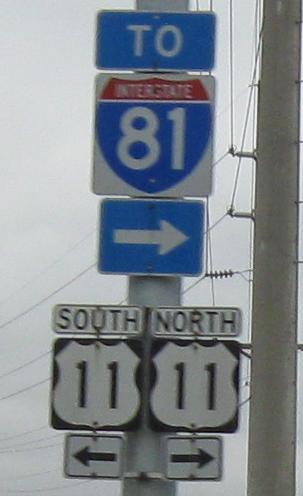 TO
INTERSTATE
81
SOUTH NORTH
11 11